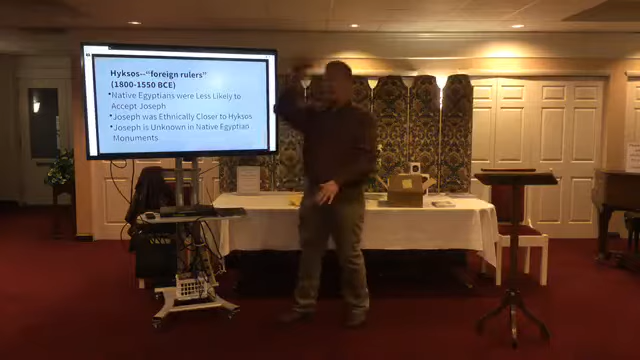 Hyksos--"foreign rulers"
(1800-1550 BCE)
•Native Egyptians were Less Likely to
Accept Joseph
•Joseph was Ethnically Closer to Hyksos
•Joseph is Unknown in Native Egyptian
Monuments